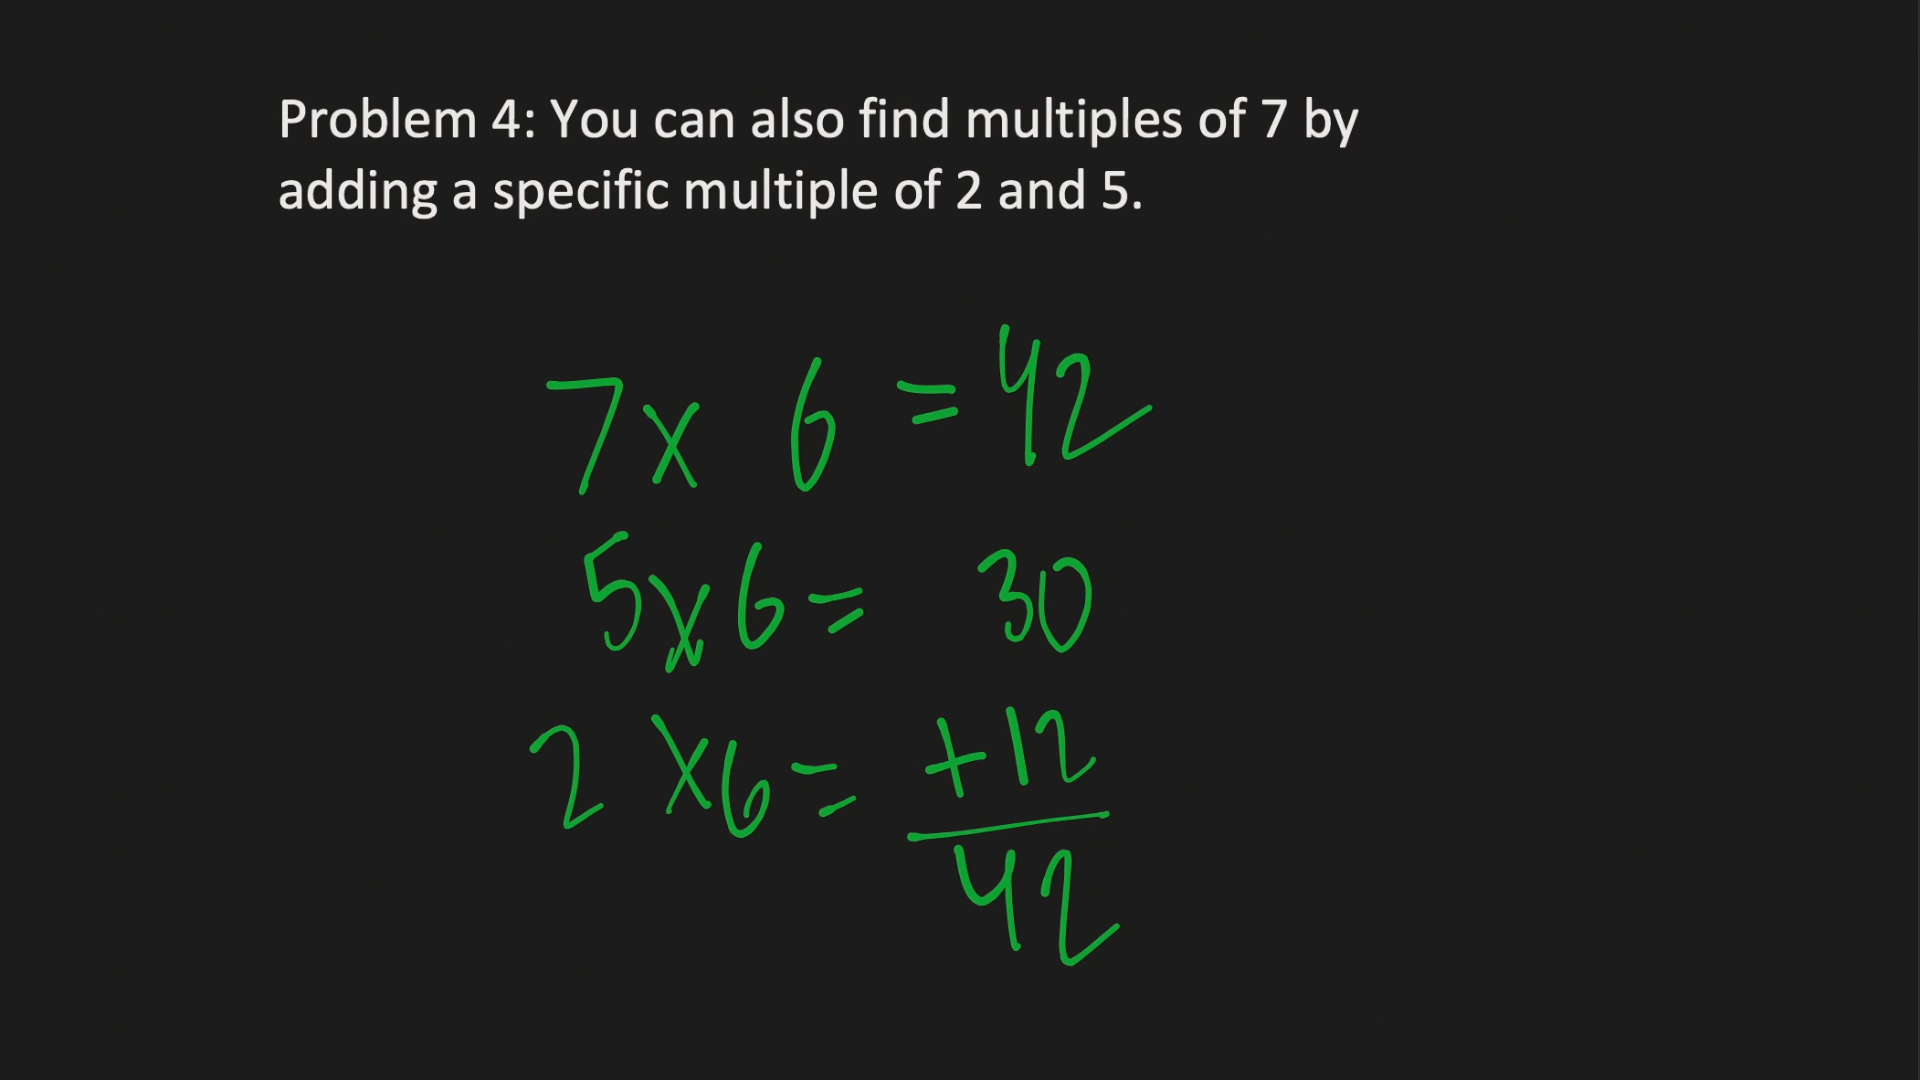 Problem 4: You can also find multiples of 7 by
adding a specific multiple of 2 and 5.
7x 6 = 42
5x6= 30
2 x6= +12
42